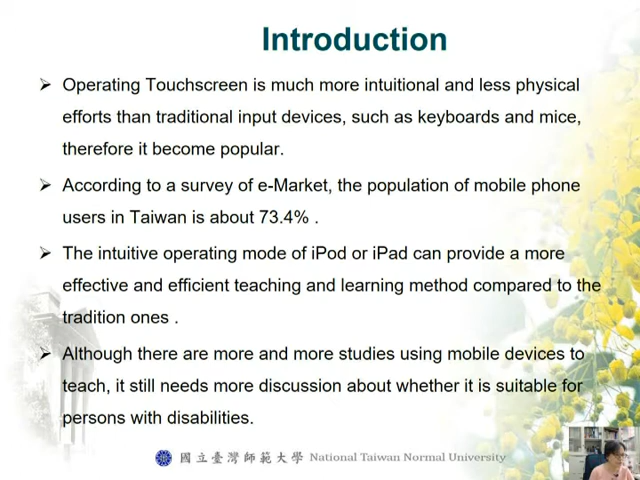 Introduction
Operating Touchscreen is much more intuitional and less physical
efforts than traditional input devices, such as keyboards and mice,
therefore it become popular.
According to a survey of e-Market, the population of mobile phone
users in Taiwan is about 73.4% .
The intuitive operating mode of iPod or iPad can provide a more
effective and efficient teaching and learning method compared to the
tradition ones .
Although there are more and more studies using mobile devices to
teach, it still needs more discussion about whether it is suitable for
persons with disabilities.
國立臺灣師範大學 National Taiwan Normal University